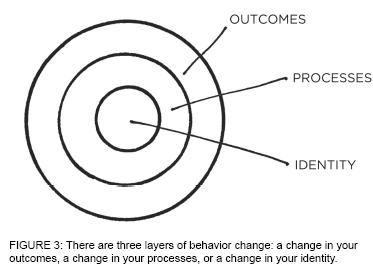 OUTCOMES
PROCESSES
IDENTITY
FIGURE 3: There are three layers of behavior change: a change in your
outcomes, a change in your processes, or a change in your identity.